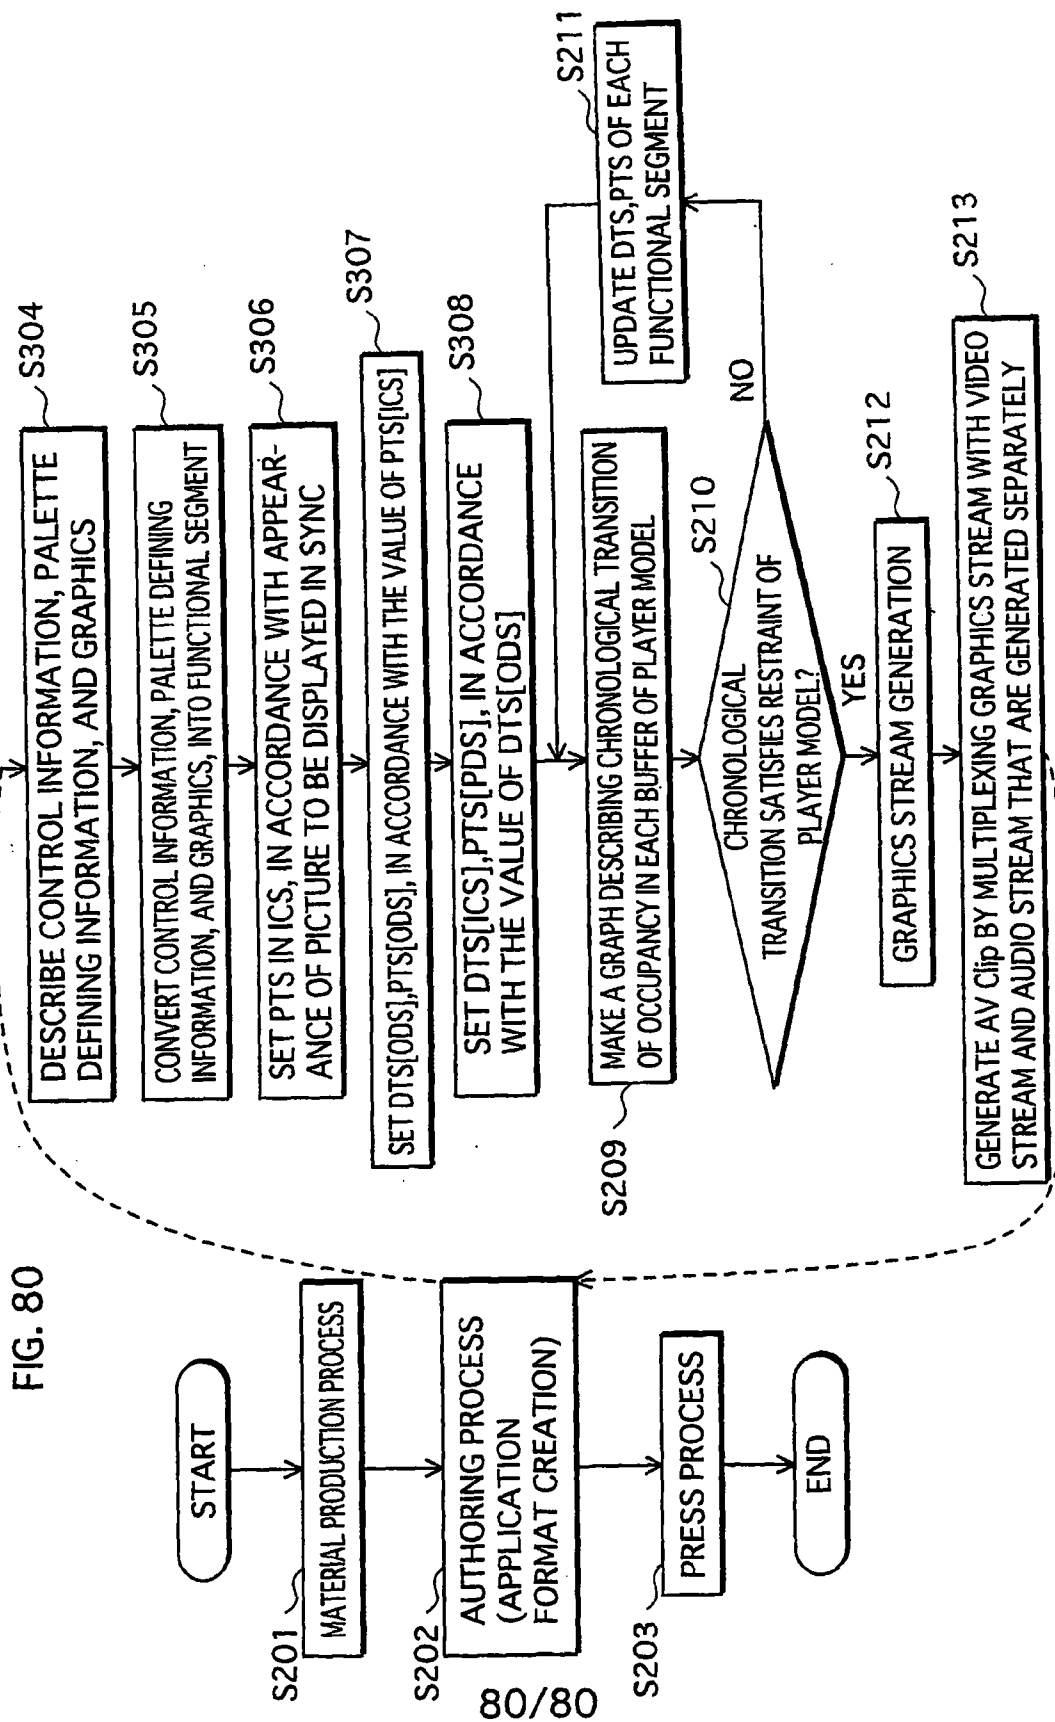 FIG. 80
START
S201
MATERIAL PRODUCTION PROCESS
S202
AUTHORING PROCESS
(APPLICATION
FORMAT CREATION)
S203
PRESS PROCESS
END
80/80
S304
DESCRIBE CONTROL INFORMATION, PALETTE
DEFINING INFORMATION, AND GRAPHICS
S305
CONVERT CONTROL INFORMATION, PALETTE DEFINING
INFORMATION, AND GRAPHICS, INTO FUNCTIONAL SEGMENT
S306
SET PTS IN ICS, IN ACCORDANCE WITH APPEAR-
ANCE OF PICTURE TO BE DISPLAYED IN SYNC
S307
SET DTS[ODS],PTS[ODS], IN ACCORDANCE WITH THE VALUE OF PTS[ICS]
S308
SET DTS[ICS],PTS[PDS], IN ACCORDANCE
WITH THE VALUE OF DTS[ODS]
S209
MAKE A GRAPH DESCRIBING CHRONOLOGICAL TRANSITION
OF OCCUPANCY IN EACH BUFFER OF PLAYER MODEL
S210
CHRONOLOGICAL
TRANSITION SATISFIES RESTRAINT OF
PLAYER MODEL?
NO
S211
UPDATE DTS,PTS OF EACH
FUNCTIONAL SEGMENT
YES
S212
GRAPHICS STREAM GENERATION
S213
GENERATE AV Clip BY MULTIPLEXING GRAPHICS STREAM WITH VIDEO
STREAM AND AUDIO STREAM THAT ARE GENERATED SEPARATELY